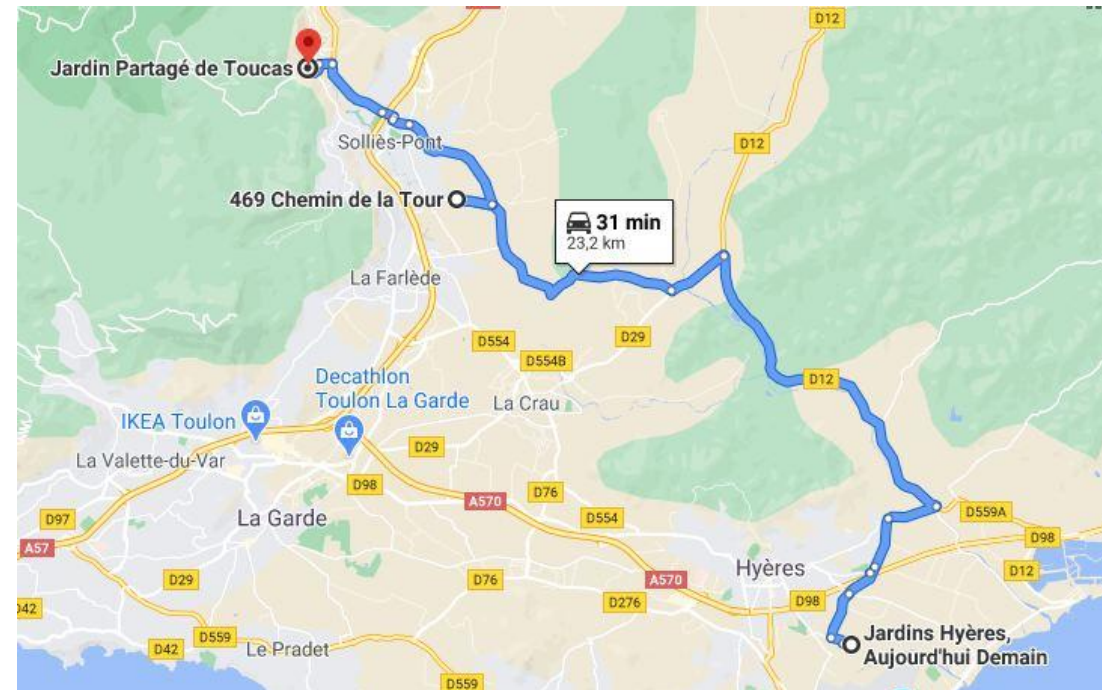 D12
Jardin Partagé de Toucas
Solliès-Pont
D12
469 Chemin de la Tour
31 min
23,2 km
La Farlède
D554
D29
D554B
Decathlon
Toulon La Garde
D12
La Crau
IKEA Toulon
D29
La Valette-du-Var
D98
A570
D76
D97
La Garde
D554
D559A
D98
A57
Hyères
D12
D29
D76
A570
D276
D98
D42
D559
D42
Le Pradet
Jardins Hyères,
Aujourd'hui Demain
D559